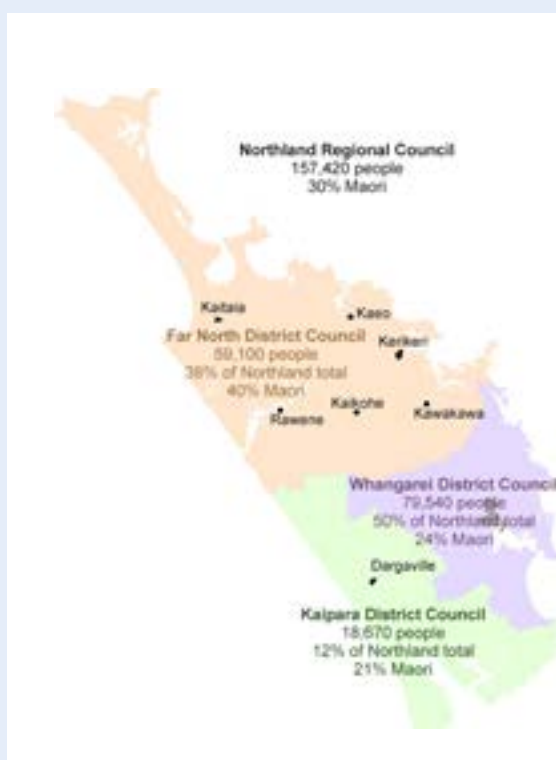 Northland Regional Council
157,420 people
30% Maori
Kaitaia
Kaeo
Far North District Council
Kerikeri
59,100 people
38% of Northland total
40% Maori
Rawene
Kaikohe
Kawakawa
Whangarei District Council
79,540 people
50% of Northland total
24% Maori
Dargaville
Kaipara District Council
18,670 people
12% of Northland total
21% Maori